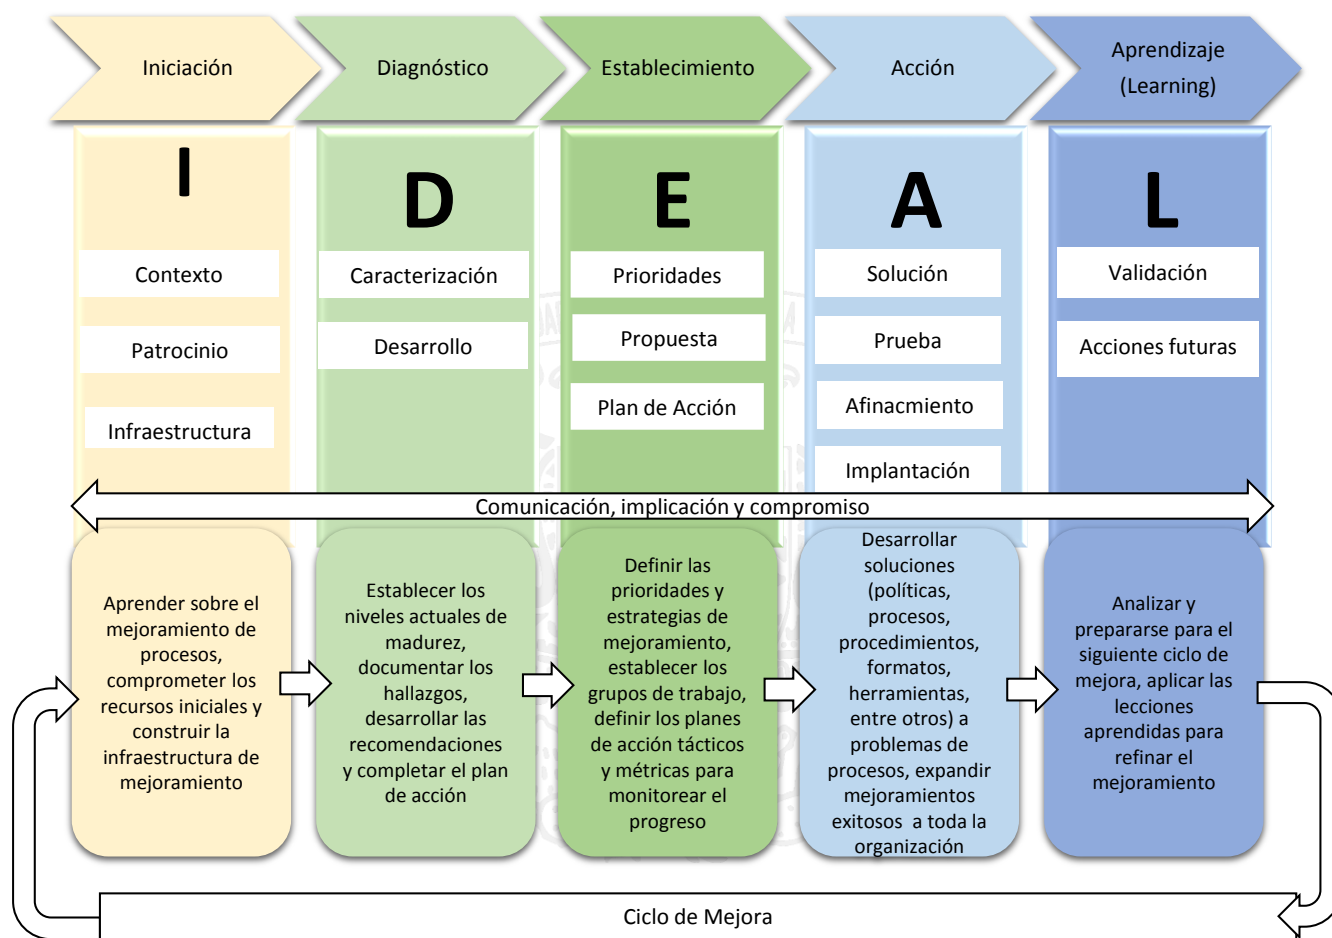 Iniciación
Diagnóstico
Establecimiento
Acción
Aprendizaje
(Learning)
I
D
E
A
L
Contexto
Patrocinio
Infraestructura
Caracterización
Desarrollo
Prioridades
Propuesta
Plan de Acción
Solución
Prueba
Afinacmiento
Implantación
Validación
Acciones futuras
Comunicación, implicación y compromiso
Aprender sobre el
mejoramiento de
procesos,
comprometer los
recursos iniciales y
construir la
infraestructura de
mejoramiento
Establecer los
niveles actuales de
madurez,
documentar los
hallazgos,
desarrollar las
recomendaciones
y completar el plan
de acción
Definir las
prioridades y
estrategias de
mejoramiento,
establecer los
grupos de trabajo,
definir los planes
de acción tácticos
y métricas para
monitorear el
progreso
Desarrollar
soluciones
(políticas,
procesos,
procedimientos,
formatos,
herramientas,
entre otros) a
problemas de
procesos, expandir
mejoramientos
exitosos a toda la
organización
Analizar y
prepararse para el
siguiente ciclo de
mejora, aplicar las
lecciones
aprendidas para
refinar el
mejoramiento
Ciclo de Mejora